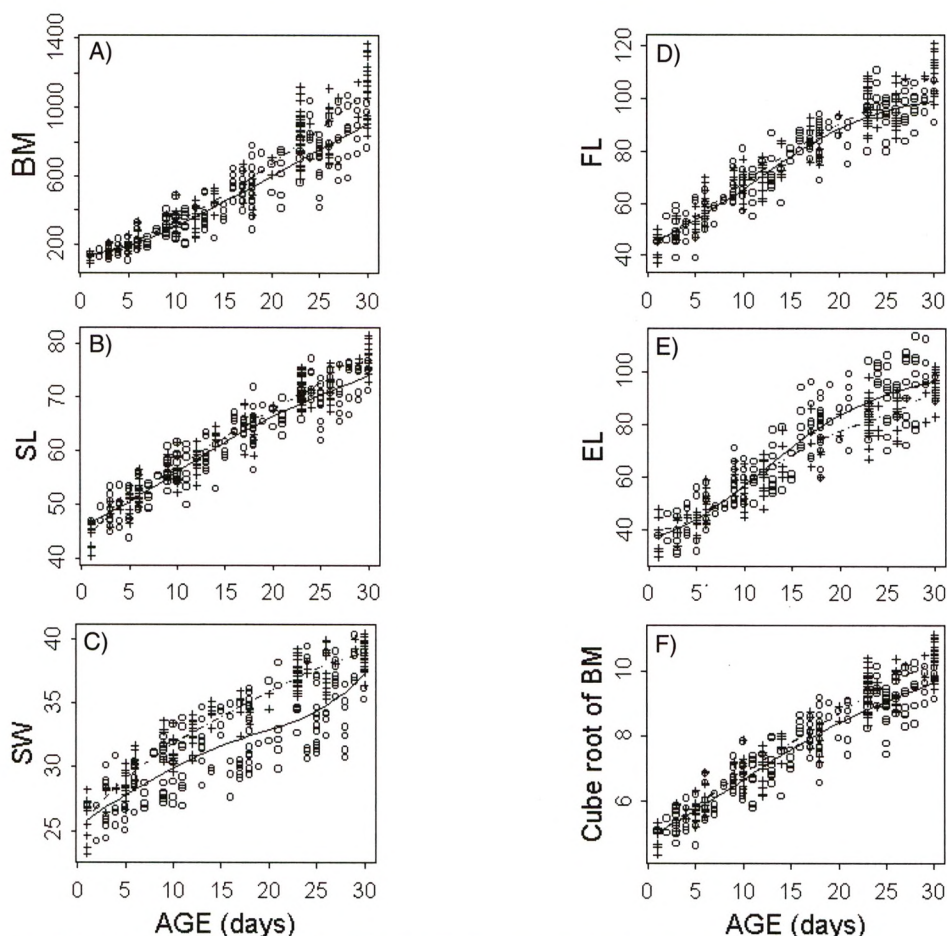 A)
BM
200 600 1000 1400
0 5 10 15 20 25 30
B)
SL
40 50 60 70 80
0 5 10 15 20 25 30
C)
SW
25 30 35 40
0 5 10 15 20 25 30
AGE (days)
D)
FL
40 60 80 100 120
0 5 10 15 20 25 30
E)
EL
40 60 80 100
0 5 10 15 20 25 30
F)
Cube root of BM
6 8 10
0 5 10 15 20 25 30
AGE (days)